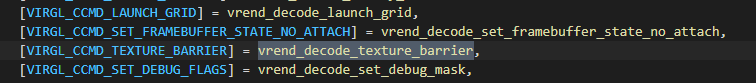 [VIRGL_CCMD_LAUNCH_GRID] = vrend_decode_launch_grid,
[VIRGL_CCMD_SET_FRAMEBUFFER_STATE_NO_ATTACH] = vrend_decode_set_framebuffer_state_no_attach,
[VIRGL_CCMD_TEXTURE_BARRIER] = vrend_decode_texture_barrier,
[VIRGL_CCMD_SET_DEBUG_FLAGS] = vrend_decode_set_debug_mask,